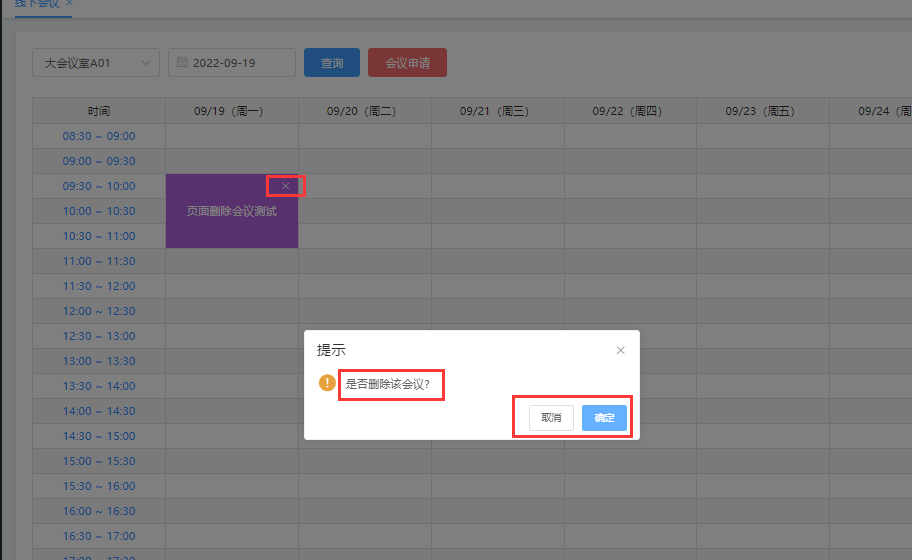 线下会议 ×
大会议室A01 2022-09-19 查询 会议申请
时间 09/19（周一） 09/20（周二） 09/21（周三） 09/22（周四） 09/23（周五） 09/24（周
08:30 ~ 09:00
09:00 ~ 09:30
09:30 ~ 10:00
10:00 ~ 10:30 页面删除会议测试
10:30 ~ 11:00
11:00 ~ 11:30
11:30 ~ 12:00
12:00 ~ 12:30
12:30 ~ 13:00
13:00 ~ 13:30
13:30 ~ 14:00
14:00 ~ 14:30
14:30 ~ 15:00
15:00 ~ 15:30
15:30 ~ 16:00
16:00 ~ 16:30
16:30 ~ 17:00
17:00 ~ 17:30
提示
是否删除该会议?
取消 确定